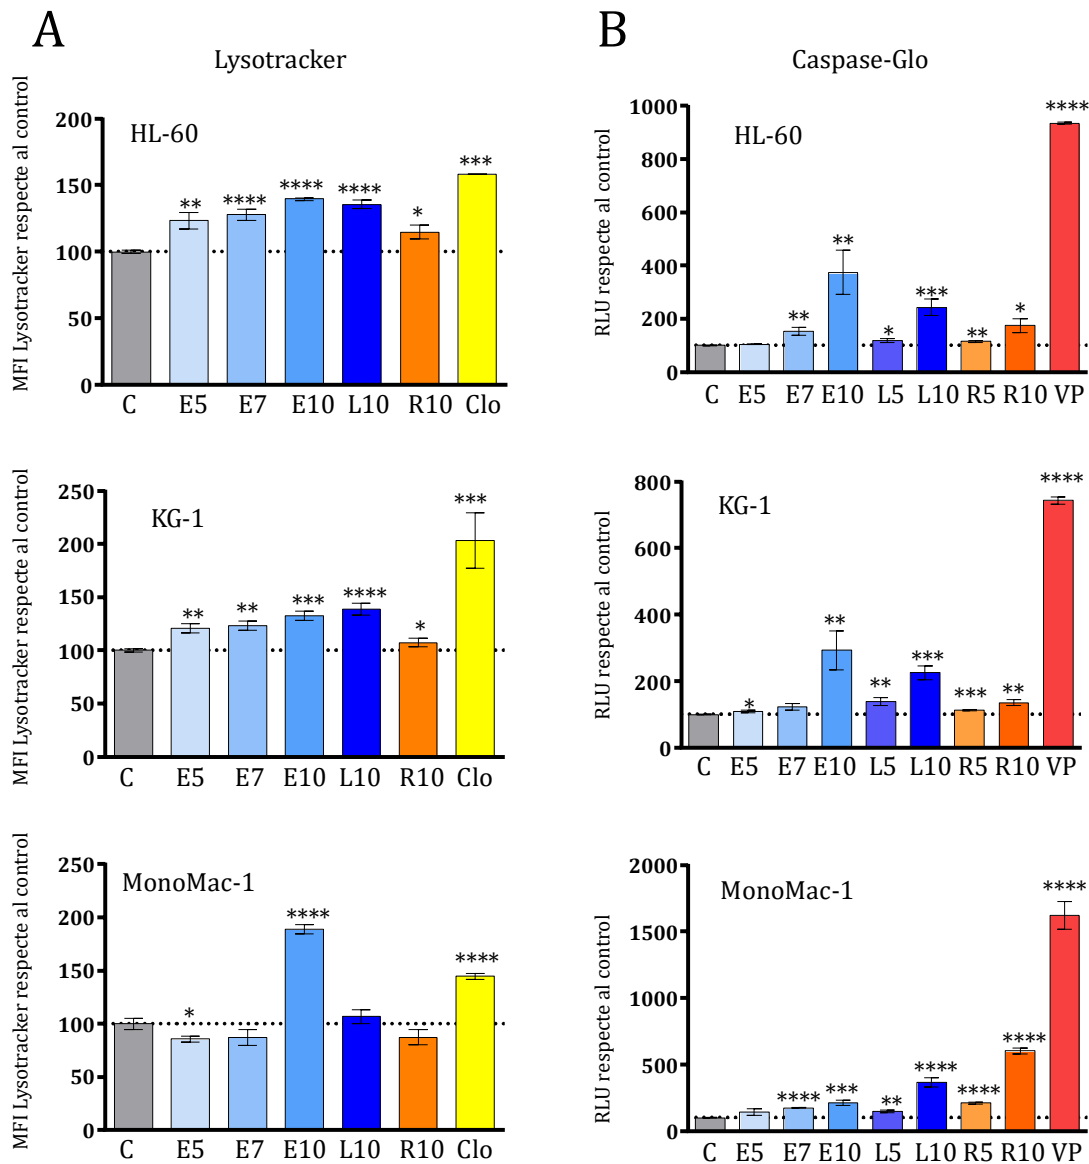 A
Lysotracker
MFI Lysotracker respecte al control
HL-60
200
150
100
50
0
** **** **** **** * ***
C E5 E7 E10 L10 R10 Clo
MFI Lysotracker respecte al control
KG-1
250
200
150
100
50
0
** ** *** **** * ***
C E5 E7 E10 L10 R10 Clo
MFI Lysotracker respecte al control
MonoMac-1
250
200
150
100
50
0
* **** ****
C E5 E7 E10 L10 R10 Clo
B
Caspase-Glo
RLU respecte al control
HL-60
1000
800
600
400
200
0
** ** * *** ** * ****
C E5 E7 E10 L5 L10 R5 R10 VP
RLU respecte al control
KG-1
800
600
400
200
0
* ** ** *** *** ** ****
C E5 E7 E10 L5 L10 R5 R10 VP
RLU respecte al control
MonoMac-1
2000
1500
1000
500
0
**** *** ** **** **** **** ****
C E5 E7 E10 L5 L10 R5 R10 VP